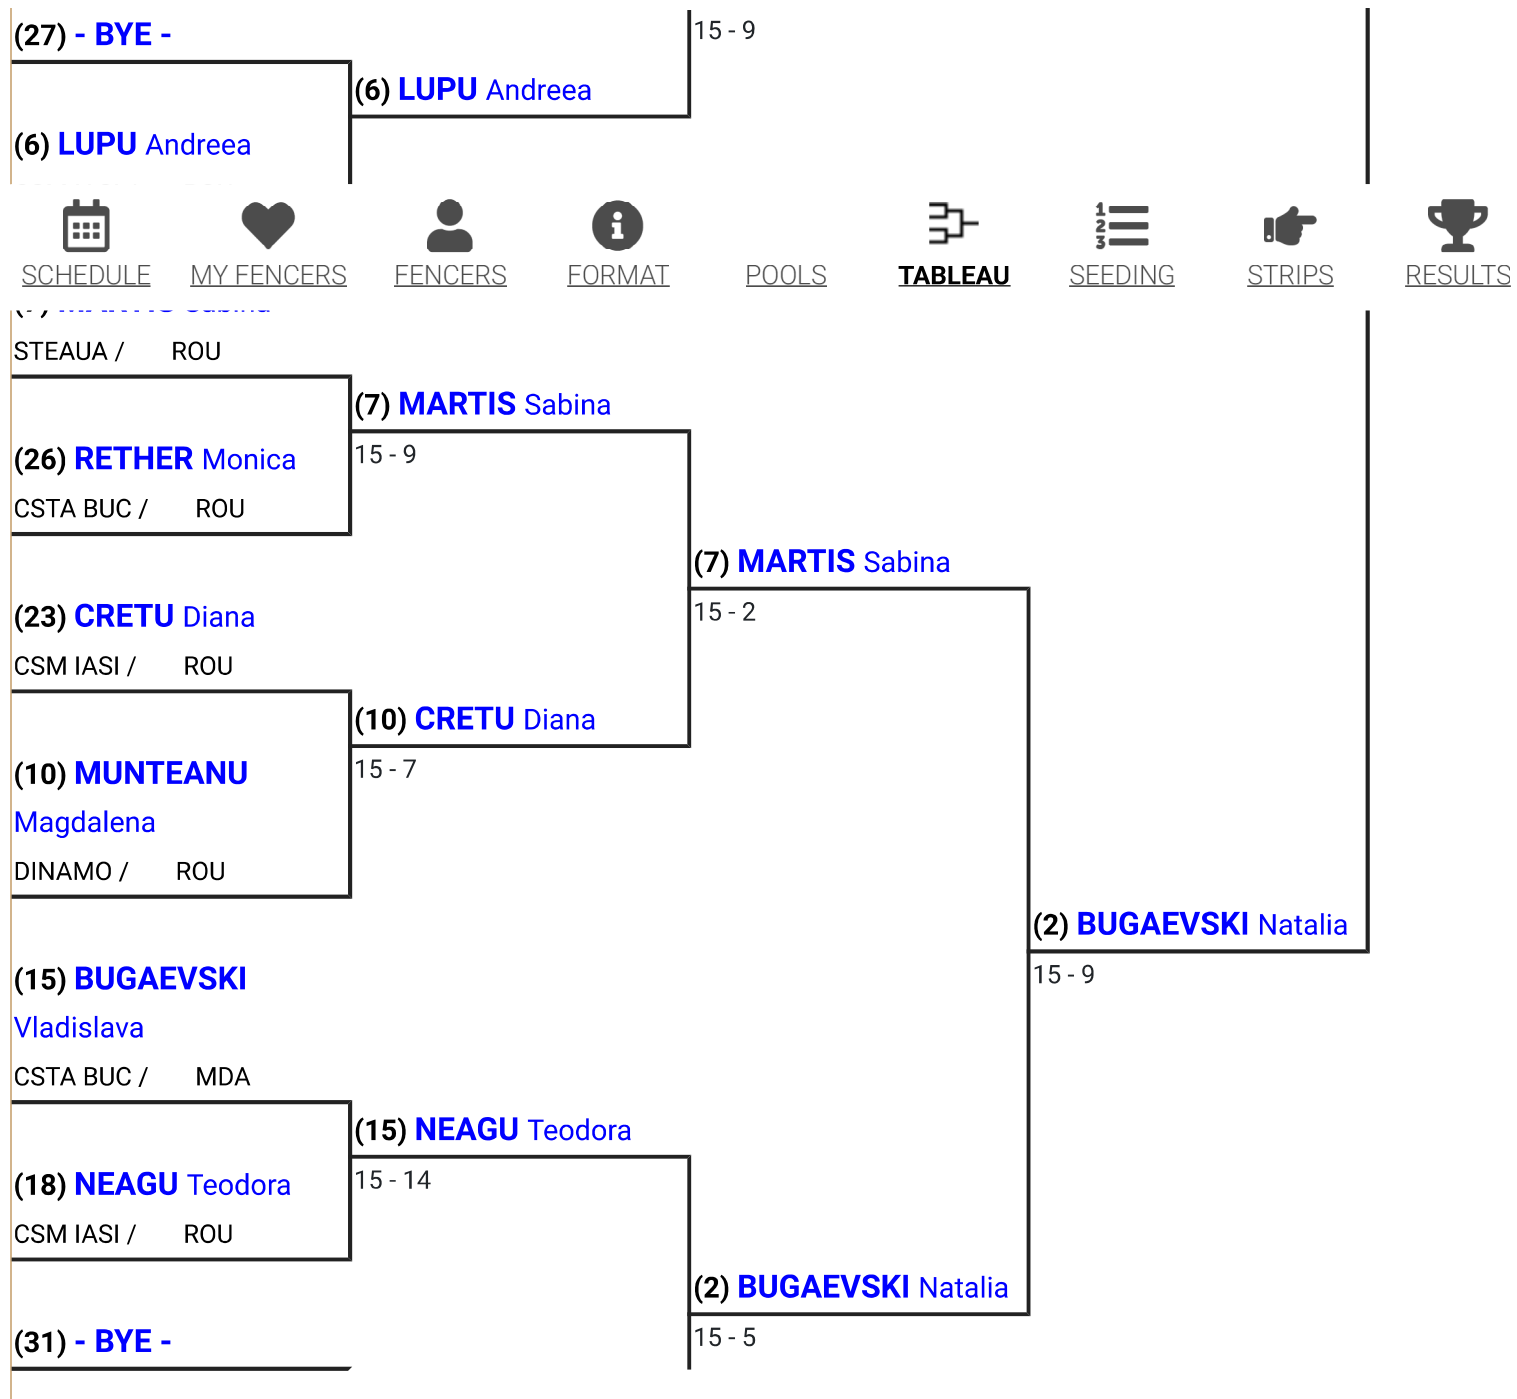 (27) - BYE -
15 - 9
(6) LUPU Andreea
(6) LUPU Andreea
SCHEDULE MY FENCERS FENCERS FORMAT POOLS TABLEAU SEEDING STRIPS RESULTS
STEAUA / ROU
(7) MARTIS Sabina
15 - 9
(26) RETHER Monica
CSTA BUC / ROU
(7) MARTIS Sabina
15 - 2
(23) CRETU Diana
CSM IASI / ROU
(10) CRETU Diana
15 - 7
(10) MUNTEANU
Magdalena
DINAMO / ROU
(2) BUGAEVSKI Natalia
15 - 9
(15) BUGAEVSKI
Vladislava
CSTA BUC / MDA
(15) NEAGU Teodora
15 - 14
(18) NEAGU Teodora
CSM IASI / ROU
(2) BUGAEVSKI Natalia
15 - 5
(31) - BYE -